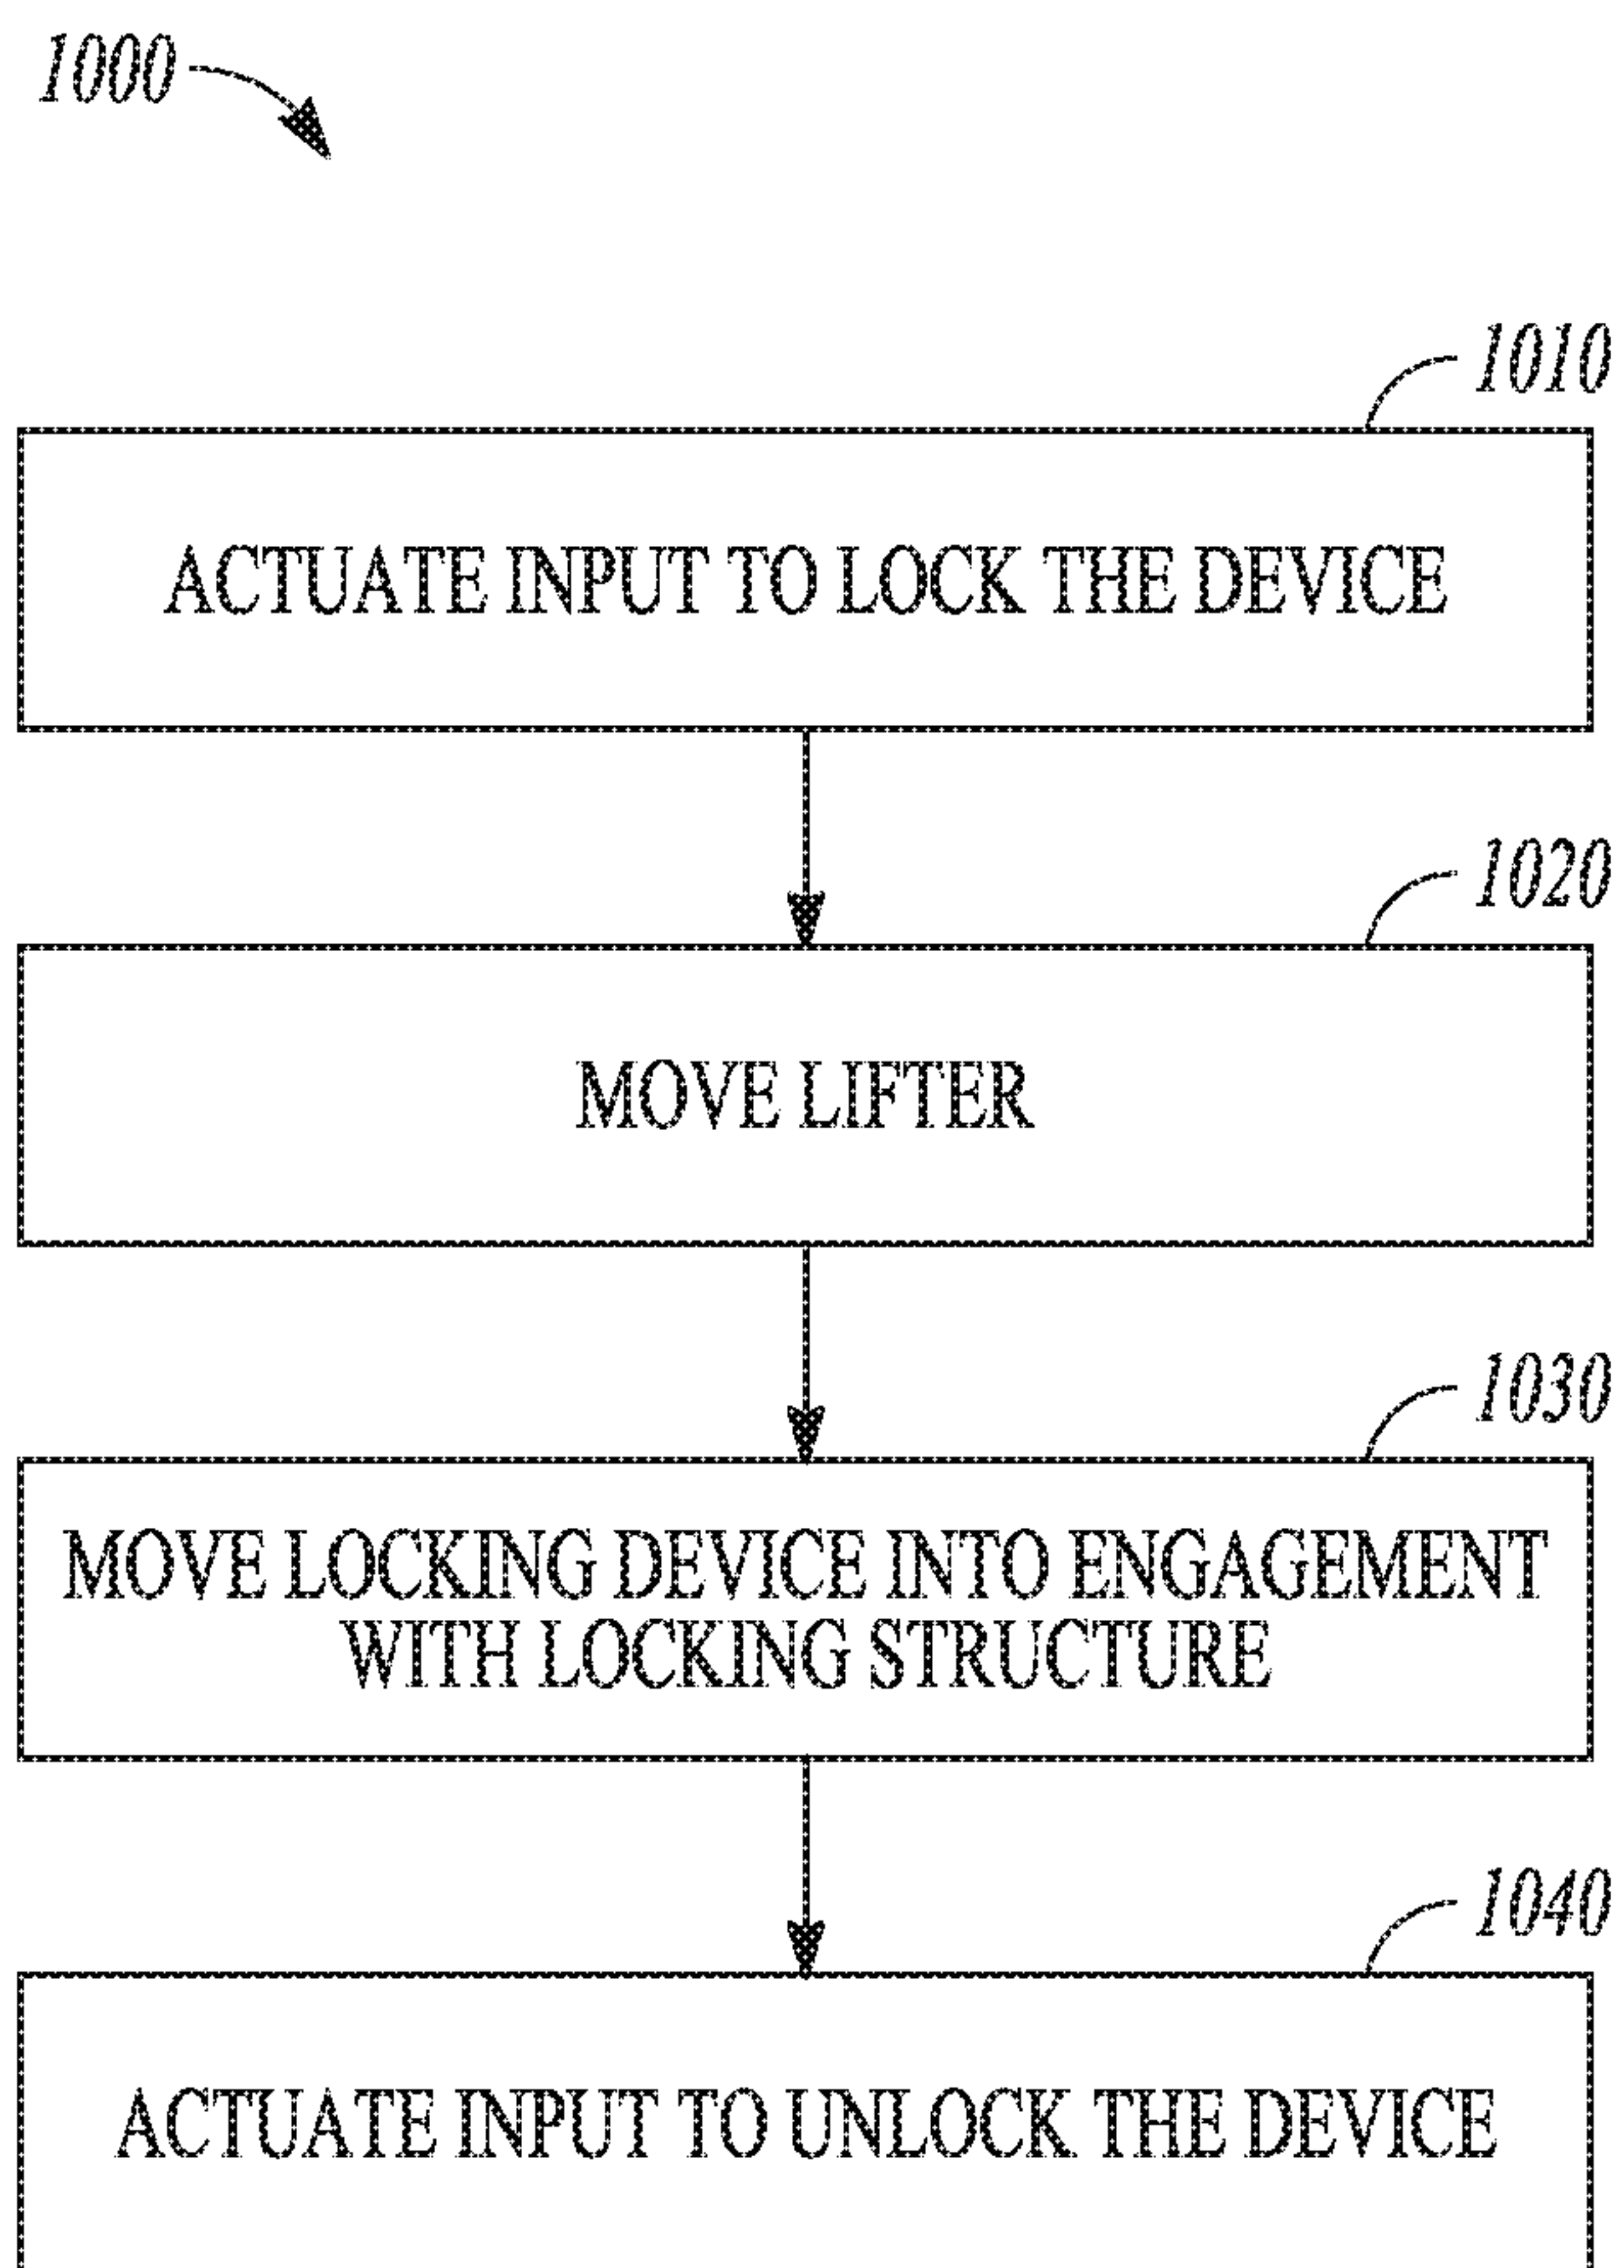 1000
1010
ACTUATE INPUT TO LOCK THE DEVICE
1020
MOVE LIFTER
1030
MOVE LOCKING DEVICE INTO ENGAGEMENT
WITH LOCKING STRUCTURE
1040
ACTUATE INPUT TO UNLOCK THE DEVICE